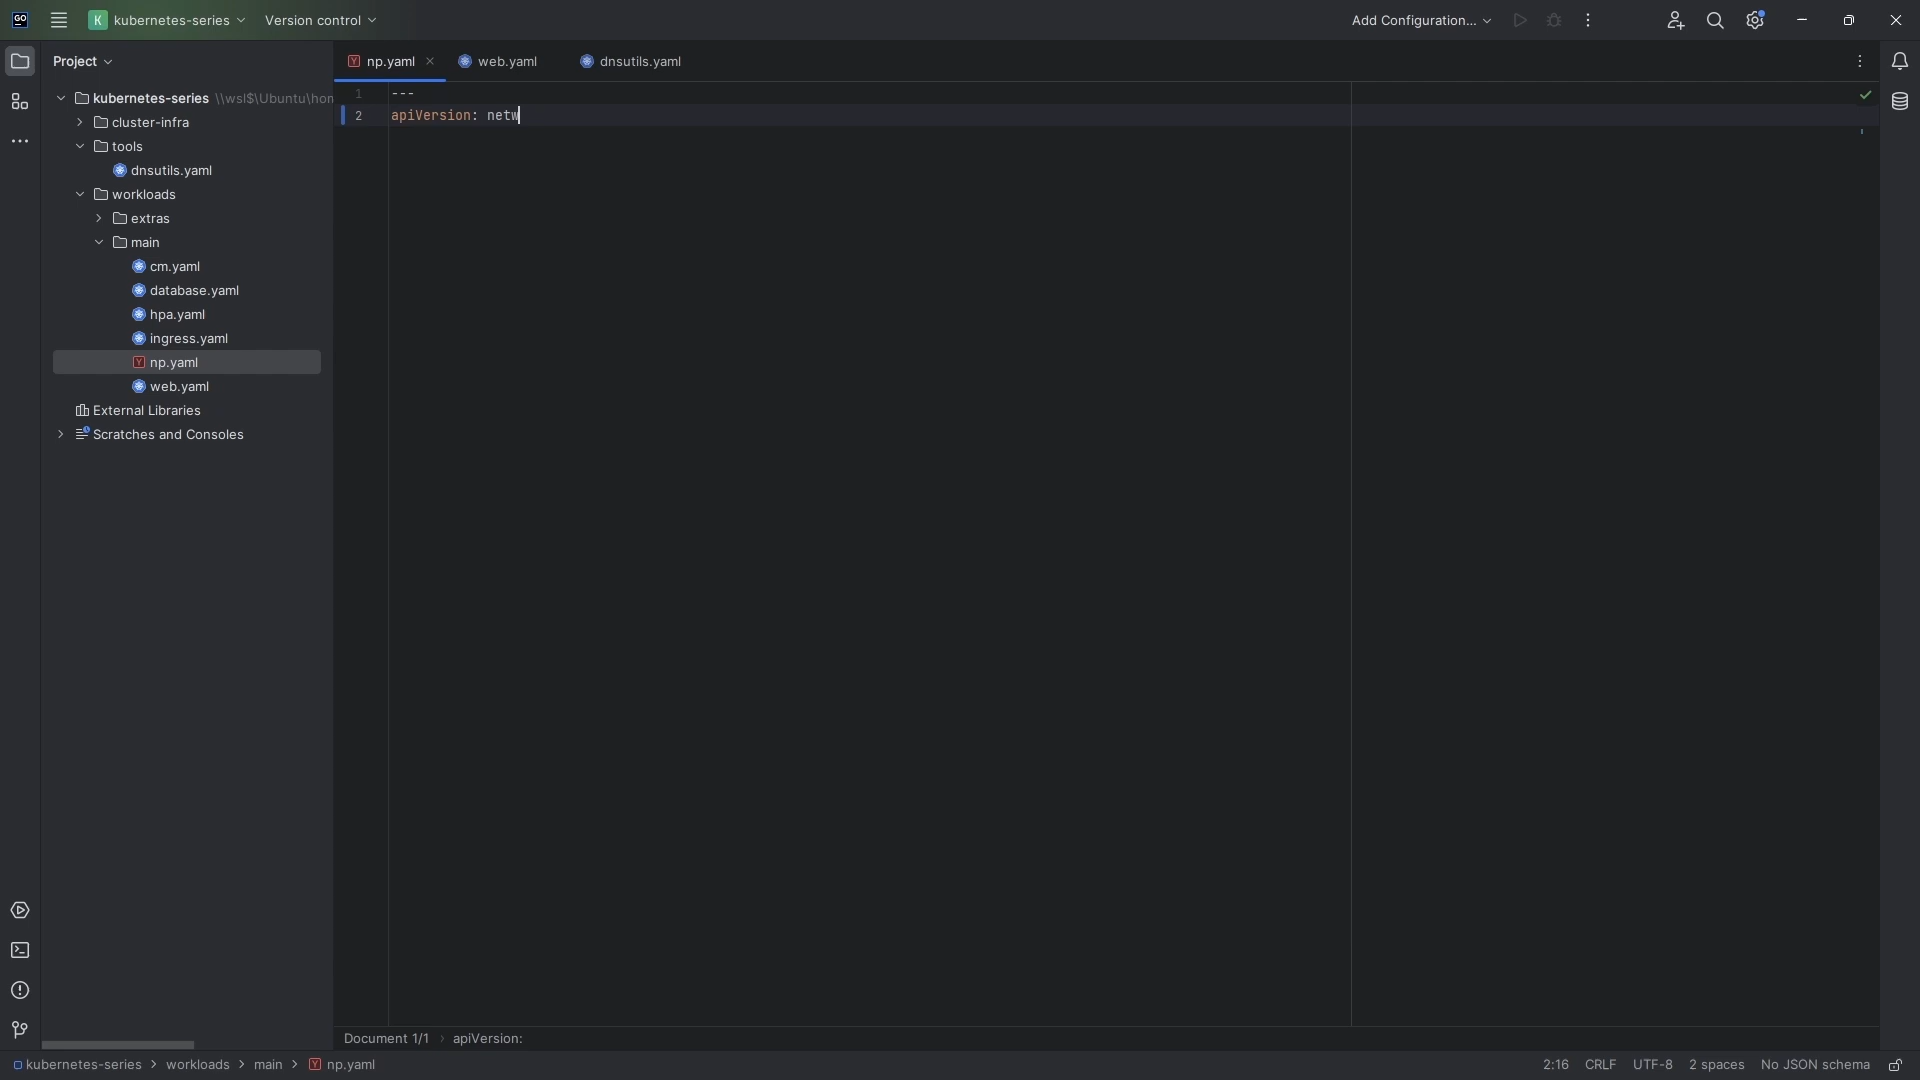 GO
K kubernetes-series
Version control
Add Configuration...
Project
np.yaml
web.yaml
dnsutils.yaml
kubernetes-series \\wsl$\Ubuntu\hon
cluster-infra
tools
dnsutils.yaml
workloads
extras
main
cm.yaml
database.yaml
hpa.yaml
ingress.yaml
np.yaml
web.yaml
External Libraries
Scratches and Consoles
1 ---
2 apiVersion: netw
Document 1/1 › apiVersion:
kubernetes-series > workloads > main > np.yaml
2:16 CRLF UTF-8 2 spaces No JSON schema